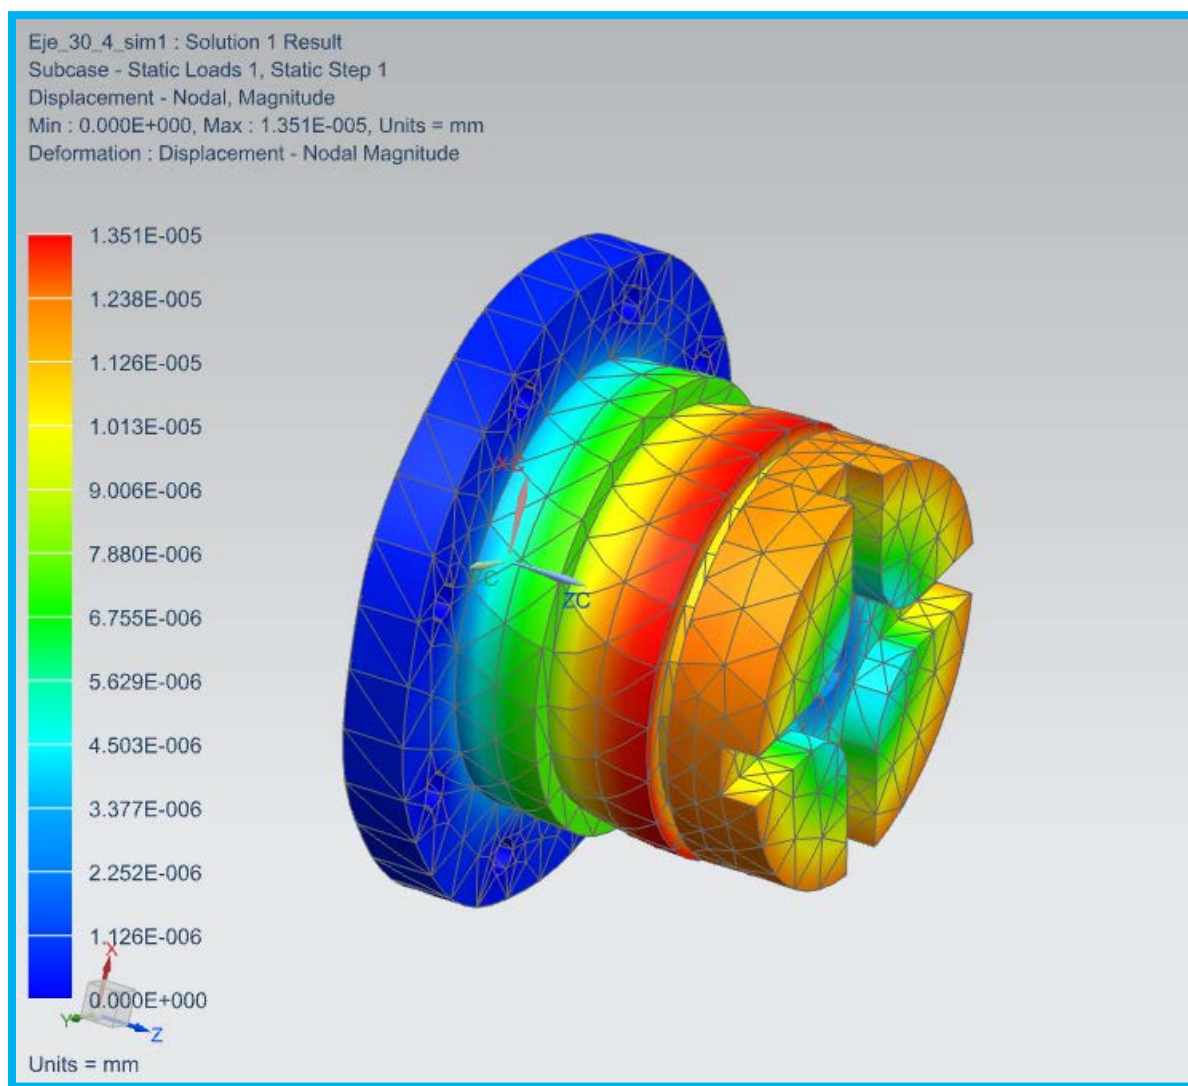 Eje_30_4_sim1 : Solution 1 Result
Subcase - Static Loads 1, Static Step 1
Displacement - Nodal, Magnitude
Min : 0.000E+000, Max : 1.351E-005, Units = mm
Deformation : Displacement - Nodal Magnitude
1.351E-005
1.238E-005
1.126E-005
1.013E-005
9.006E-006
7.880E-006
6.755E-006
5.629E-006
4.503E-006
3.377E-006
2.252E-006
1.126E-006
0.000E+000
XC
YC
ZC
X
Y
Z
Units = mm